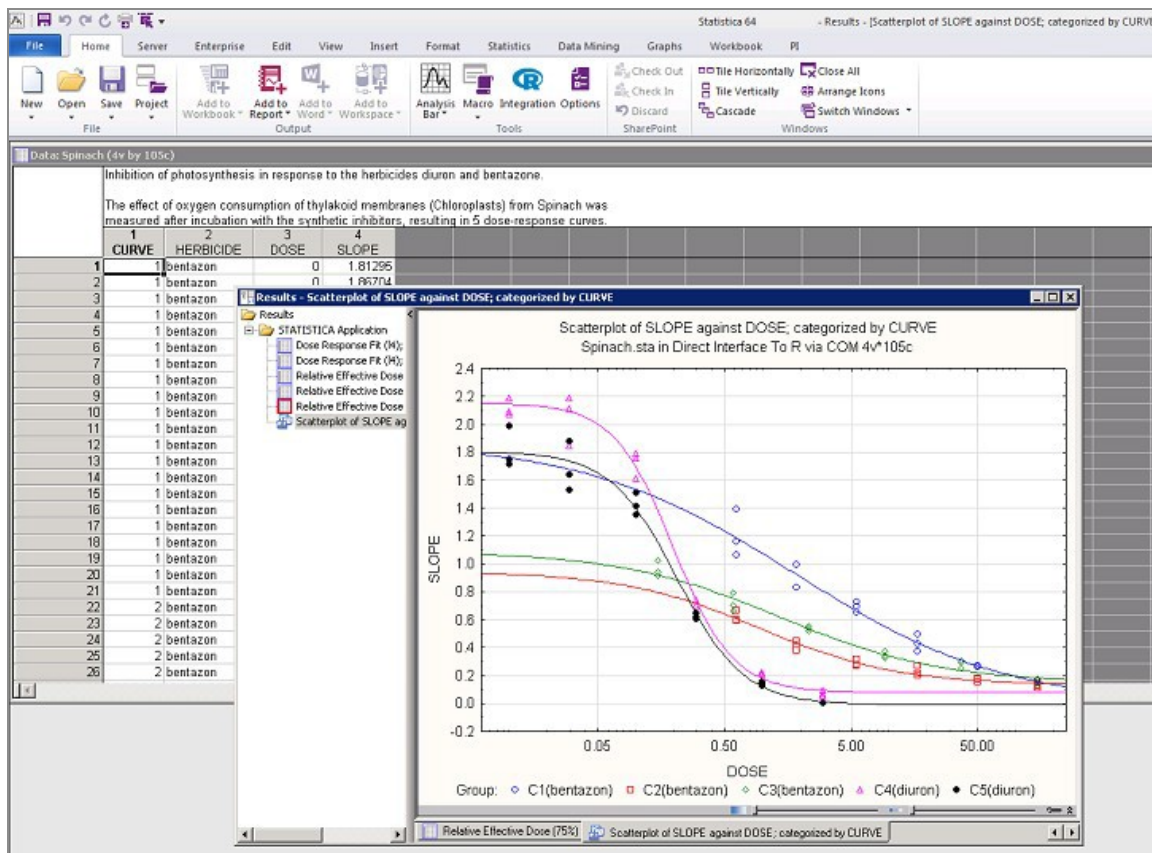 Statistica 64 - Results - [Scatterplot of SLOPE against DOSE; categorized by CURVE
File Home Server Enterprise Edit View Insert Format Statistics Data Mining Graphs Workbook PI
New Open Save Project Add to Workbook Add to Report Add to Word Add to Workspace Analysis Bar Macro Integration Options Check Out Check In Discard Tile Horizontally Tile Vertically Cascade Close All Arrange Icons Switch Windows
File Output Tools SharePoint Windows
Data: Spinach (4v by 105c)
Inhibition of photosynthesis in response to the herbicides diuron and bentazone.
The effect of oxygen consumption of thylakoid membranes (Chloroplasts) from Spinach was
measured after incubation with the synthetic inhibitors, resulting in 5 dose-response curves.
1 2 3 4
CURVE HERBICIDE DOSE SLOPE
1 1 bentazon 0 1.81295
2 1 bentazon 0 1.86704
3 1 bentazon
4 1 bentazon
5 1 bentazon
6 1 bentazon
7 1 bentazon
8 1 bentazon
9 1 bentazon
10 1 bentazon
11 1 bentazon
12 1 bentazon
13 1 bentazon
14 1 bentazon
15 1 bentazon
16 1 bentazon
17 1 bentazon
18 1 bentazon
19 1 bentazon
20 1 bentazon
21 1 bentazon
22 2 bentazon
23 2 bentazon
24 2 bentazon
25 2 bentazon
26 2 bentazon
Results - Scatterplot of SLOPE against DOSE; categorized by CURVE
Results
STATISTICA Application
Dose Response Fit (l4);
Dose Response Fit (l4);
Relative Effective Dose
Relative Effective Dose
Relative Effective Dose
Scatterplot of SLOPE ag
Scatterplot of SLOPE against DOSE; categorized by CURVE
Spinach.sta in Direct Interface To R via COM 4v*105c
2.4
2.2
2.0
1.8
1.6
1.4
1.2
1.0
0.8
0.6
0.4
0.2
0.0
-0.2
SLOPE
0.05 0.50 5.00 50.00
DOSE
Group: C1(bentazon) C2(bentazon) C3(bentazon) C4(diuron) C5(diuron)
Relative Effective Dose (75%) Scatterplot of SLOPE against DOSE; categorized by CURVE